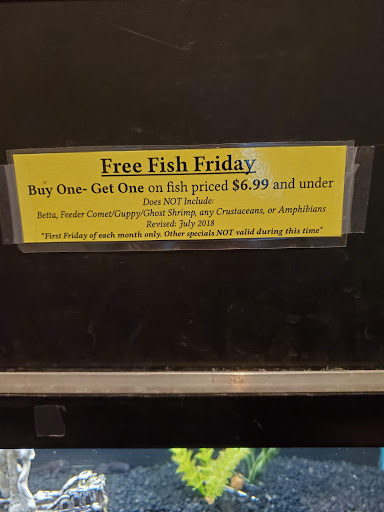 Free Fish Friday
Buy One- Get One on fish priced $6.99 and under
Does NOT Include:
Betta, Feeder Comet/Guppy/Ghost Shrimp, any Crustaceans, or Amphibians
Revised: July 2018
"First Friday of each month only. Other specials NOT valid during this time"